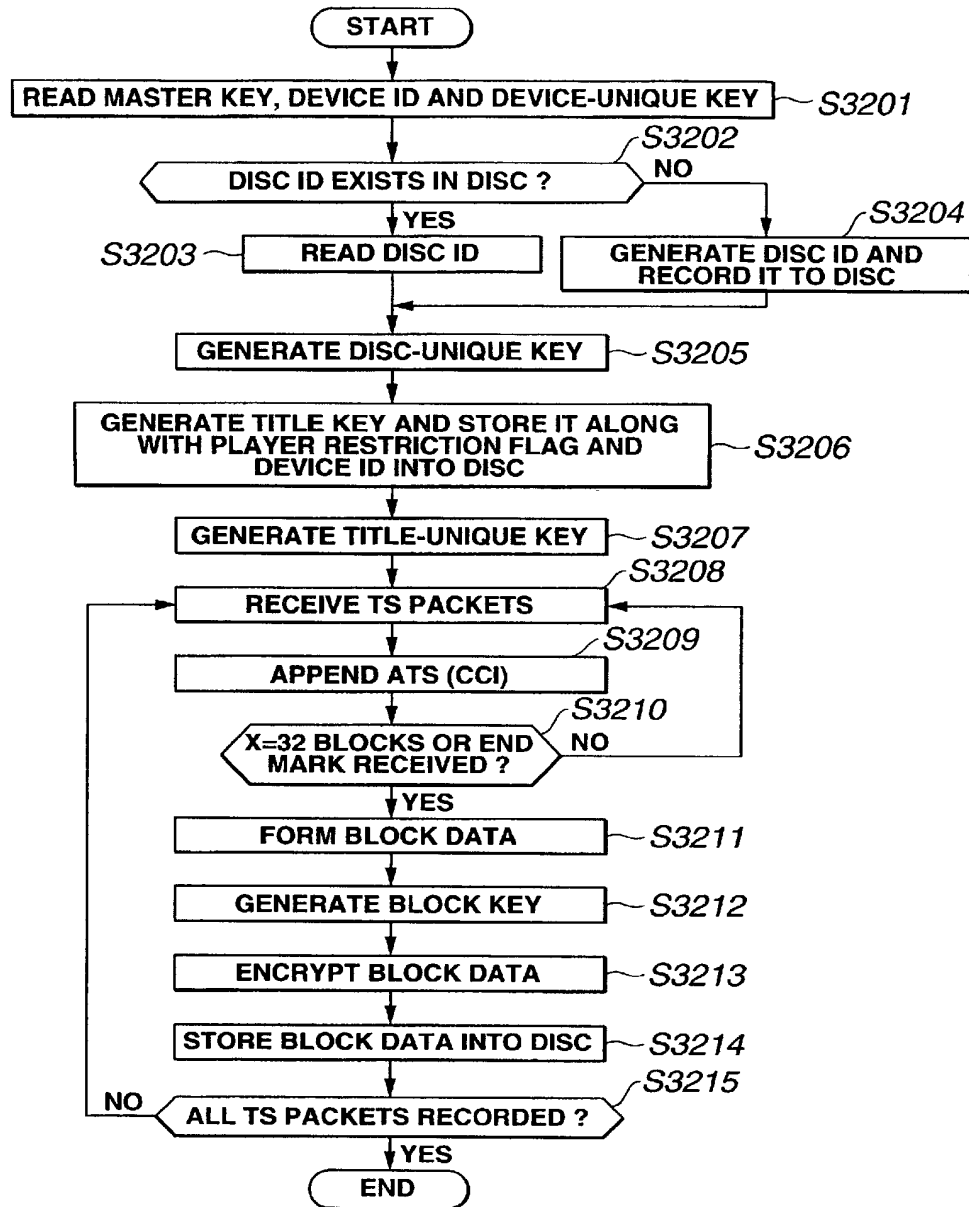 START
READ MASTER KEY, DEVICE ID AND DEVICE-UNIQUE KEY
S3201
S3202
DISC ID EXISTS IN DISC ?
NO
YES
S3203
READ DISC ID
S3204
GENERATE DISC ID AND
RECORD IT TO DISC
GENERATE DISC-UNIQUE KEY
S3205
GENERATE TITLE KEY AND STORE IT ALONG
WITH PLAYER RESTRICTION FLAG AND
DEVICE ID INTO DISC
S3206
GENERATE TITLE-UNIQUE KEY
S3207
S3208
RECEIVE TS PACKETS
S3209
APPEND ATS (CCI)
S3210
X=32 BLOCKS OR END
MARK RECEIVED ?
NO
YES
FORM BLOCK DATA
S3211
GENERATE BLOCK KEY
S3212
ENCRYPT BLOCK DATA
S3213
STORE BLOCK DATA INTO DISC
S3214
S3215
NO
ALL TS PACKETS RECORDED ?
YES
END